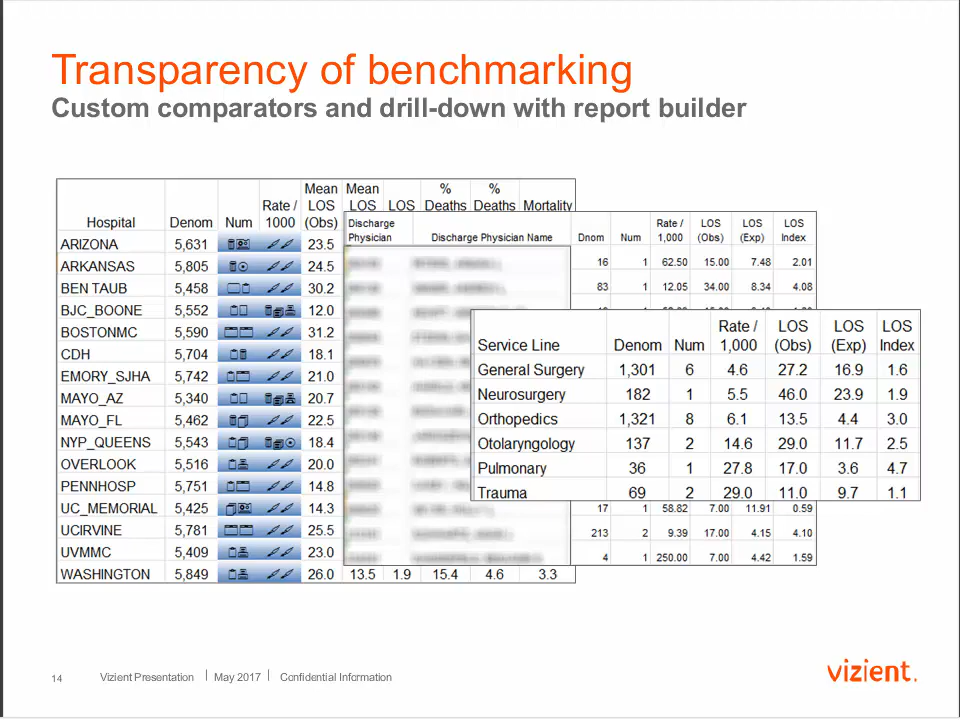 Transparency of benchmarking
Custom comparators and drill-down with report builder
Hospital Denom Num Rate / 1000 Mean LOS (Obs) Mean LOS LOS % Deaths % Deaths Mortality
ARIZONA 5,631 23.5
ARKANSAS 5,805 24.5
BEN TAUB 5,458 30.2
BJC_BOONE 5,552 12.0
BOSTONMC 5,590 31.2
CDH 5,704 18.1
EMORY_SJHA 5,742 21.0
MAYO_AZ 5,340 20.7
MAYO_FL 5,462 22.5
NYP_QUEENS 5,543 18.4
OVERLOOK 5,516 20.0
PENNHOSP 5,751 14.8
UC_MEMORIAL 5,425 14.3
UCIRVINE 5,781 25.5
UVMMC 5,409 23.0
WASHINGTON 5,849 26.0 13.5 1.9 15.4 4.6 3.3
Discharge Physician Discharge Physician Name Dnom Num Rate / 1,000 LOS (Obs) LOS (Exp) LOS Index
16 1 62.50 15.00 7.48 2.01
83 1 12.05 34.00 8.34 4.08
17 1 58.82 7.00 11.91 0.59
213 2 9.39 17.00 4.15 4.10
4 1 250.00 7.00 4.42 1.59
Service Line Denom Num Rate / 1,000 LOS (Obs) LOS (Exp) LOS Index
General Surgery 1,301 6 4.6 27.2 16.9 1.6
Neurosurgery 182 1 5.5 46.0 23.9 1.9
Orthopedics 1,321 8 6.1 13.5 4.4 3.0
Otolaryngology 137 2 14.6 29.0 11.7 2.5
Pulmonary 36 1 27.8 17.0 3.6 4.7
Trauma 69 2 29.0 11.0 9.7 1.1
14 Vizient Presentation | May 2017 | Confidential Information
vizient.